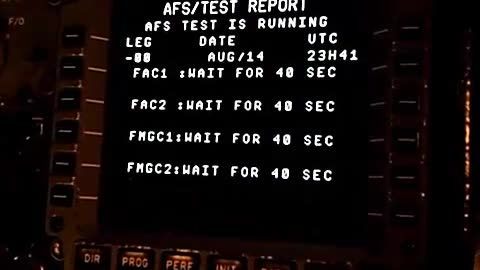 AFS/TEST REPORT
AFS TEST IS RUNNING
LEG DATE UTC
-00 AUG/14 23H41
FAC1 :WAIT FOR 40 SEC
FAC2 :WAIT FOR 40 SEC
FMGC1:WAIT FOR 40 SEC
FMGC2:WAIT FOR 40 SEC
F/O
DIR PROG PERF INIT